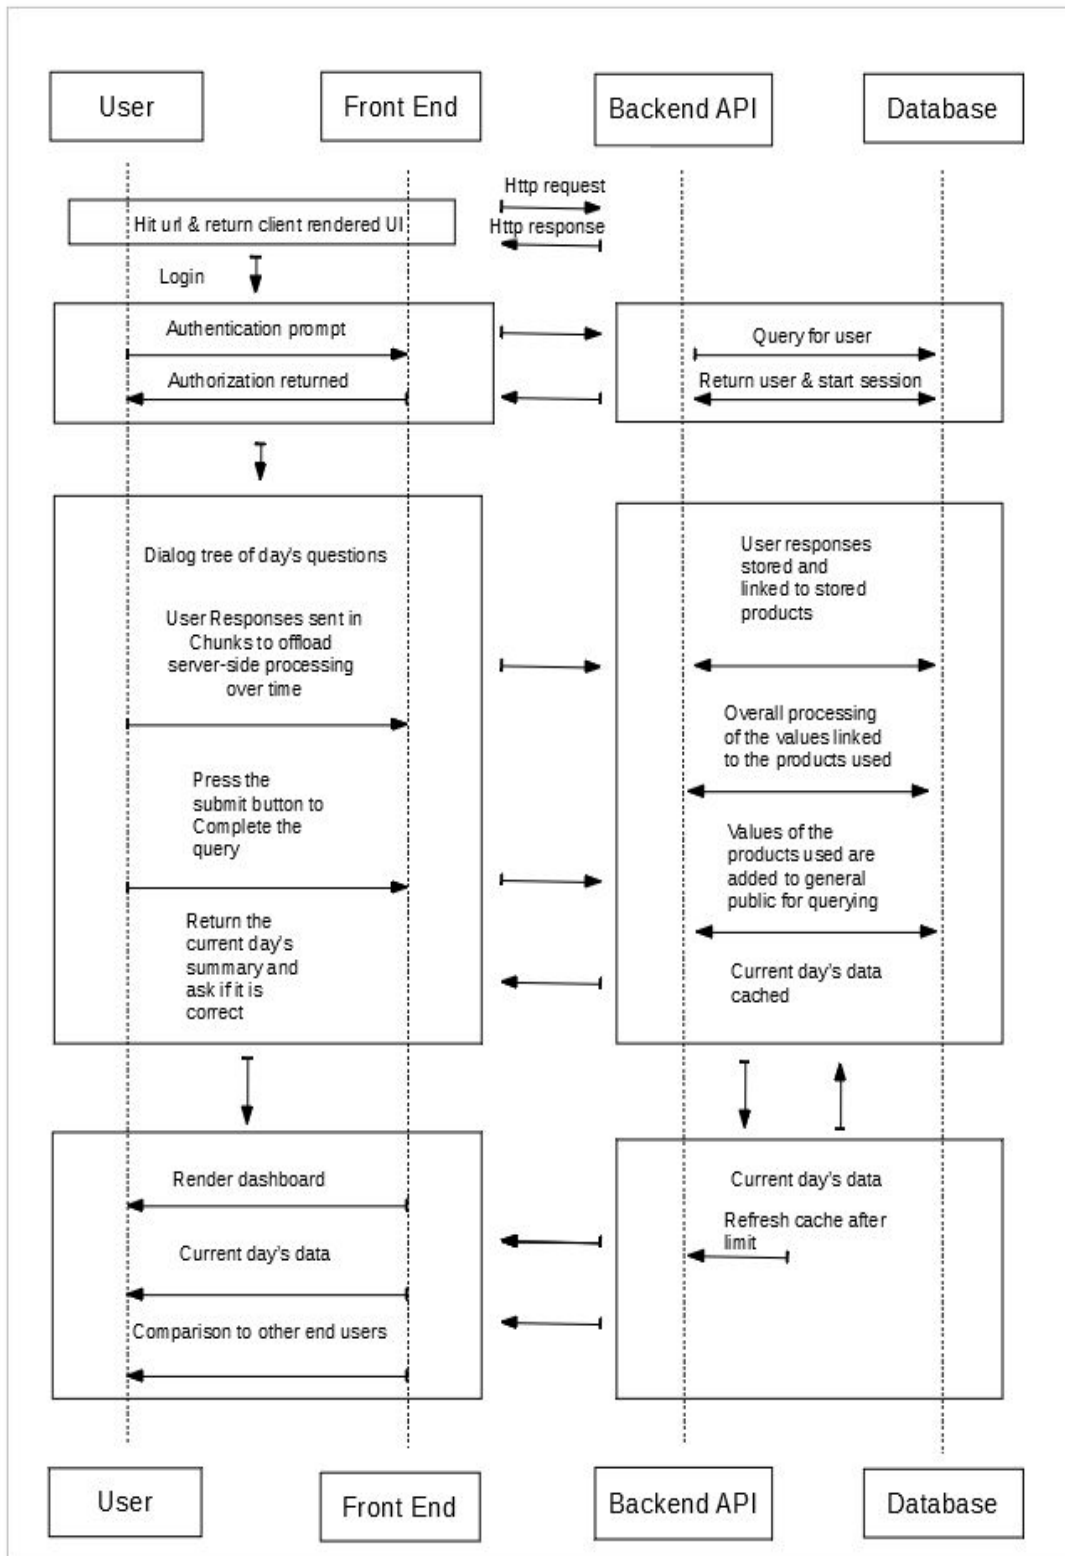 User
Front End
Backend API
Database
Http request
Hit url & return client rendered UI
Http response
Login
Authentication prompt
Authorization returned
Query for user
Return user & start session
Dialog tree of day's questions
User Responses sent in
Chunks to offload
server-side processing
over time
Press the
submit button to
Complete the
query
Return the
current day's
summary and
ask if it is
correct
User responses
stored and
linked to stored
products
Overall processing
of the values linked
to the products used
Values of the
products used are
added to general
public for querying
Current day's data
cached
Render dashboard
Current day's data
Comparison to other end users
Current day's data
Refresh cache after
limit
User
Front End
Backend API
Database